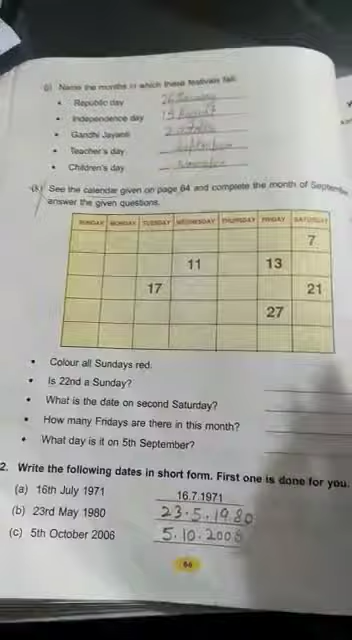 (j) Name the months in which these festivals fall.
• Republic day 26 January
• Independence day 15 August
• Gandhi Jayanti
• Teacher's day September
• Children's day November
(k) See the calendar given on page 64 and complete the month of
answer the given questions.
SUNDAY MONDAY TUESDAY WEDNESDAY THURSDAY FRIDAY SATURDAY
7
11 13
17 21
27
• Colour all Sundays red.
• Is 22nd a Sunday?
• What is the date on second Saturday?
• How many Fridays are there in this month?
• What day is it on 5th September?
2. Write the following dates in short form. First one is done for you.
(a) 16th July 1971 16.7.1971
(b) 23rd May 1980 23.5.1980
(c) 5th October 2006 5.10.2006